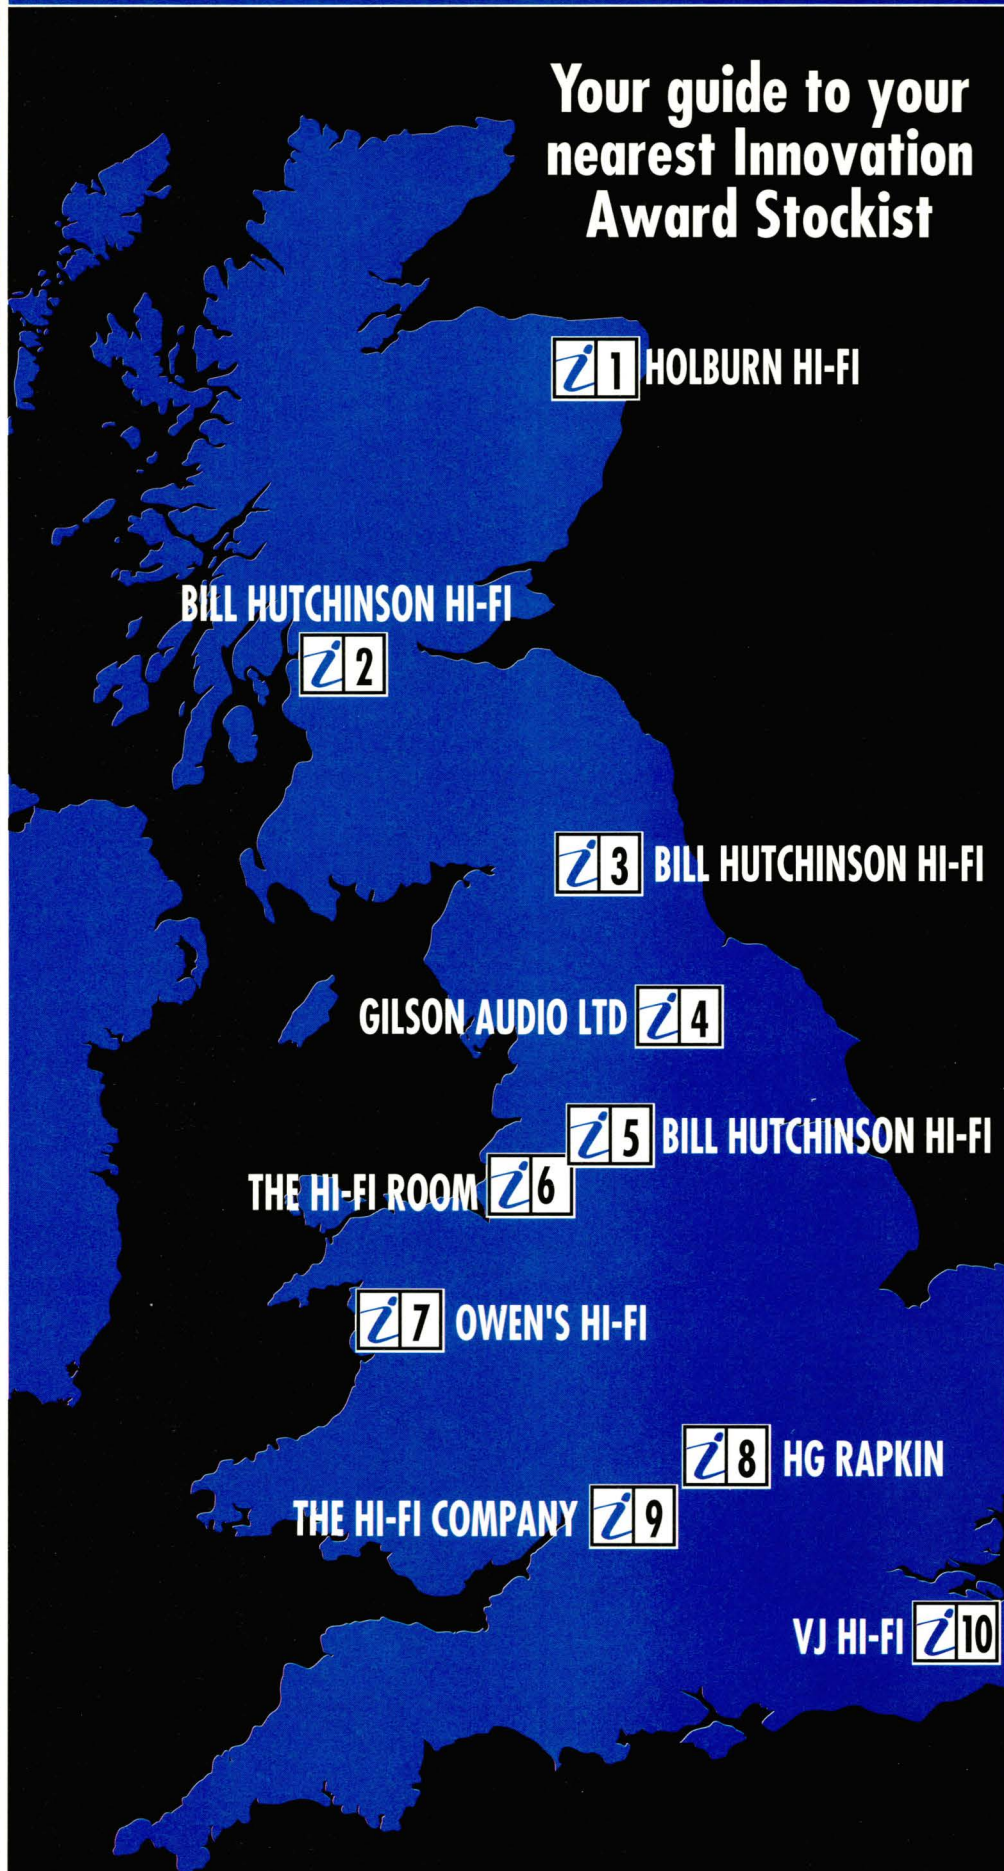 Your guide to your
nearest Innovation
Award Stockist
i 1 HOLBURN HI-FI
BILL HUTCHINSON HI-FI
i 2
i 3 BILL HUTCHINSON HI-FI
GILSON AUDIO LTD i 4
i 5 BILL HUTCHINSON HI-FI
THE HI-FI ROOM i 6
i 7 OWEN'S HI-FI
i 8 HG RAPKIN
THE HI-FI COMPANY i 9
VJ HI-FI i 10